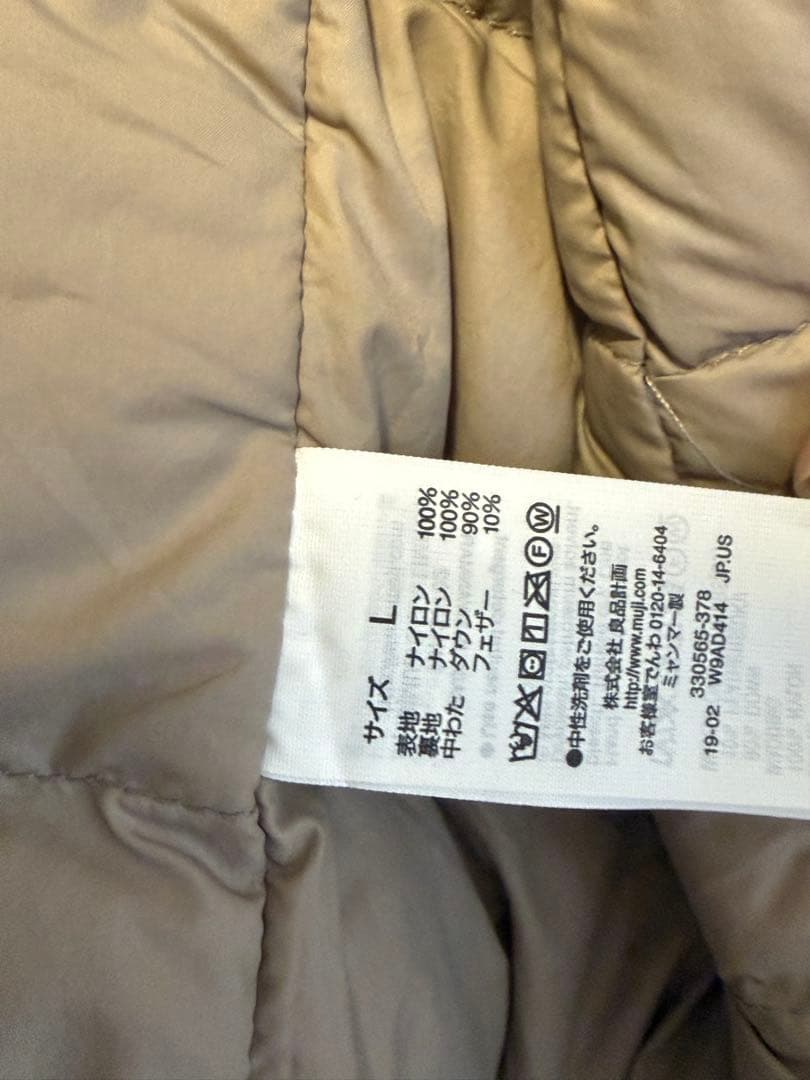 サイズ L
表地 ナイロン 100%
裏地 ナイロン 100%
中わた ダウン 90%
フェザー 10%
F W
●中性洗剤をご使用ください。
株式会社 良品計画
http://www.muji.com
お客様室でんわ 0120-14-6404
ミャンマー製
330565-378
19-02 W9AD414 JP.US